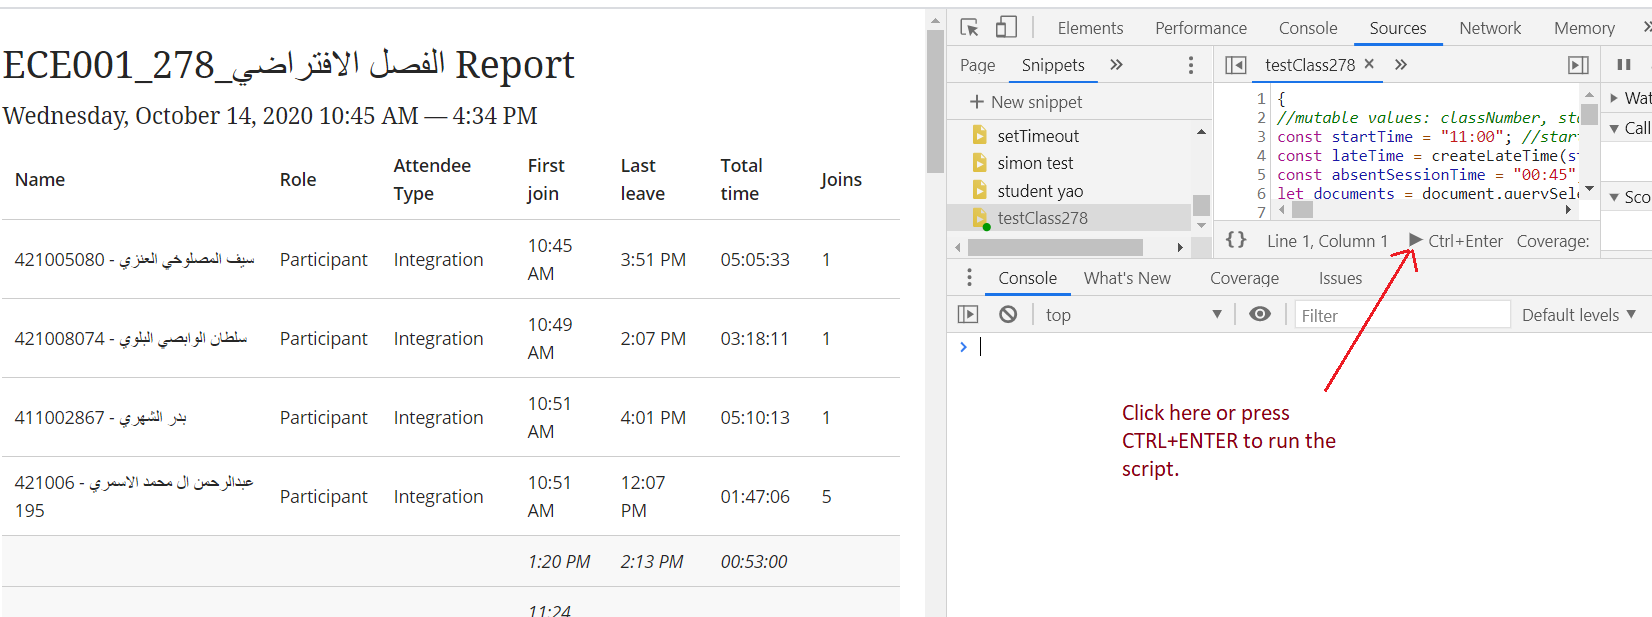 ECE001_278_الفصل الافتراضي Report
Wednesday, October 14, 2020 10:45 AM — 4:34 PM
Name Role Attendee Type First join Last leave Total time Joins
421005080 - سيف المصلوخي العنزي Participant Integration 10:45 AM 3:51 PM 05:05:33 1
421008074 - سلطان الوابصي البلوي Participant Integration 10:49 AM 2:07 PM 03:18:11 1
411002867 - بدر الشهري Participant Integration 10:51 AM 4:01 PM 05:10:13 1
421006 - عبدالرحمن ال محمد الاسمري
195 Participant Integration 10:51 AM 12:07 PM 01:47:06 5
1:20 PM 2:13 PM 00:53:00
11:24
Elements Performance Console Sources Network Memory
Page Snippets
+ New snippet
setTimeout
simon test
student yao
testClass278
testClass278 ×
1 {
2 //mutable values: classNumber, sta
3 const startTime = "11:00"; //star
4 const lateTime = createLateTime(st
5 const absentSessionTime = "00:45"
6 let documents = document.querySele
7
{} Line 1, Column 1 Ctrl+Enter Coverage:
Wat
Call
Sco
Console What's New Coverage Issues
top Filter Default levels
Click here or press
CTRL+ENTER to run the
script.